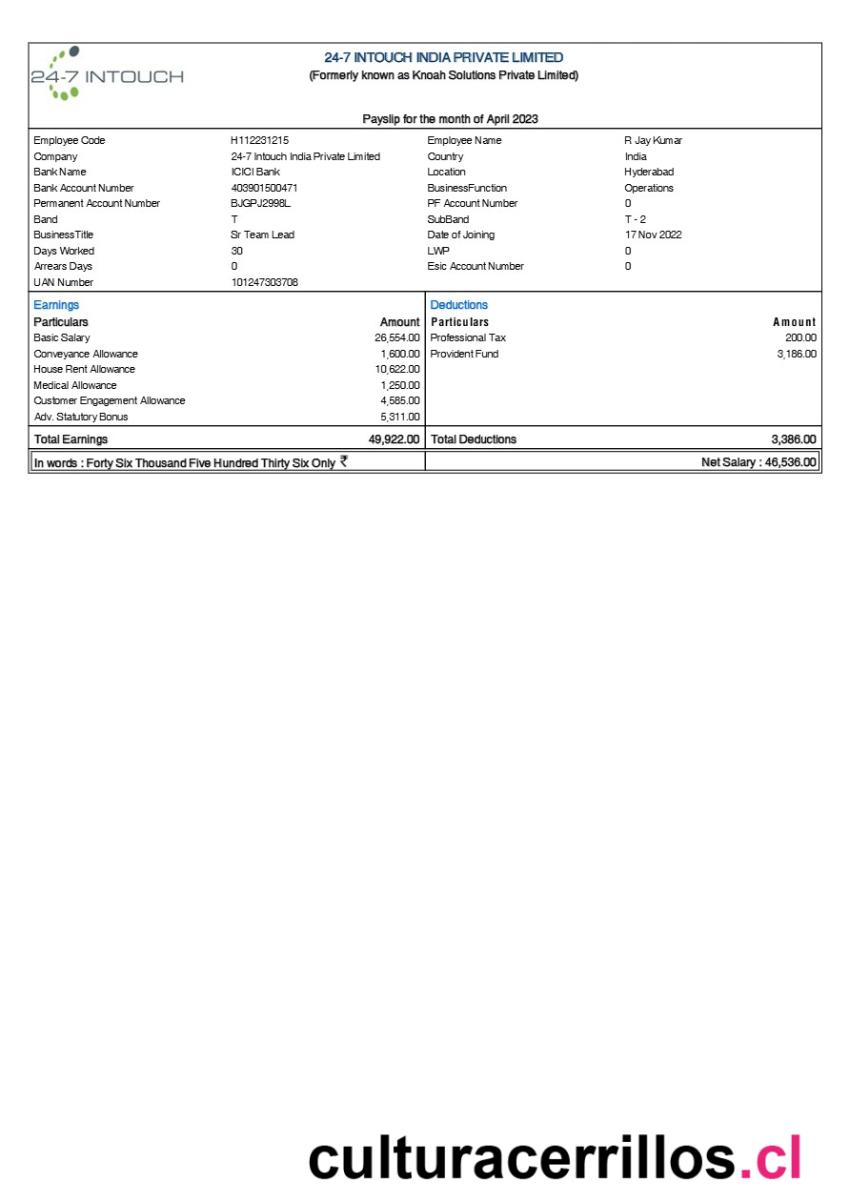 24-7 INTOUCH
24-7 INTOUCH INDIA PRIVATE LIMITED
(Formerly known as Knoah Solutions Private Limited)
Payslip for the month of April 2023
Employee Code H112231215 Employee Name R Jay Kumar
Company 24-7 Intouch India Private Limited Country India
Bank Name ICICI Bank Location Hyderabad
Bank Account Number 403901500471 BusinessFunction Operations
Permanent Account Number BJGPJ2998L PF Account Number 0
Band T SubBand T - 2
BusinessTitle Sr Team Lead Date of Joining 17 Nov 2022
Days Worked 30 LWP 0
Arrears Days 0 Esic Account Number 0
UAN Number 101247303708
Earnings Deductions
Particulars Amount Particulars Amount
Basic Salary 26,554.00 Professional Tax 200.00
Conveyance Allowance 1,600.00 Provident Fund 3,186.00
House Rent Allowance 10,622.00
Medical Allowance 1,250.00
Customer Engagement Allowance 4,585.00
Adv. Statutory Bonus 5,311.00
Total Earnings 49,922.00 Total Deductions 3,386.00
In words : Forty Six Thousand Five Hundred Thirty Six Only ₹ Net Salary : 46,536.00
culturacerrillos.cl